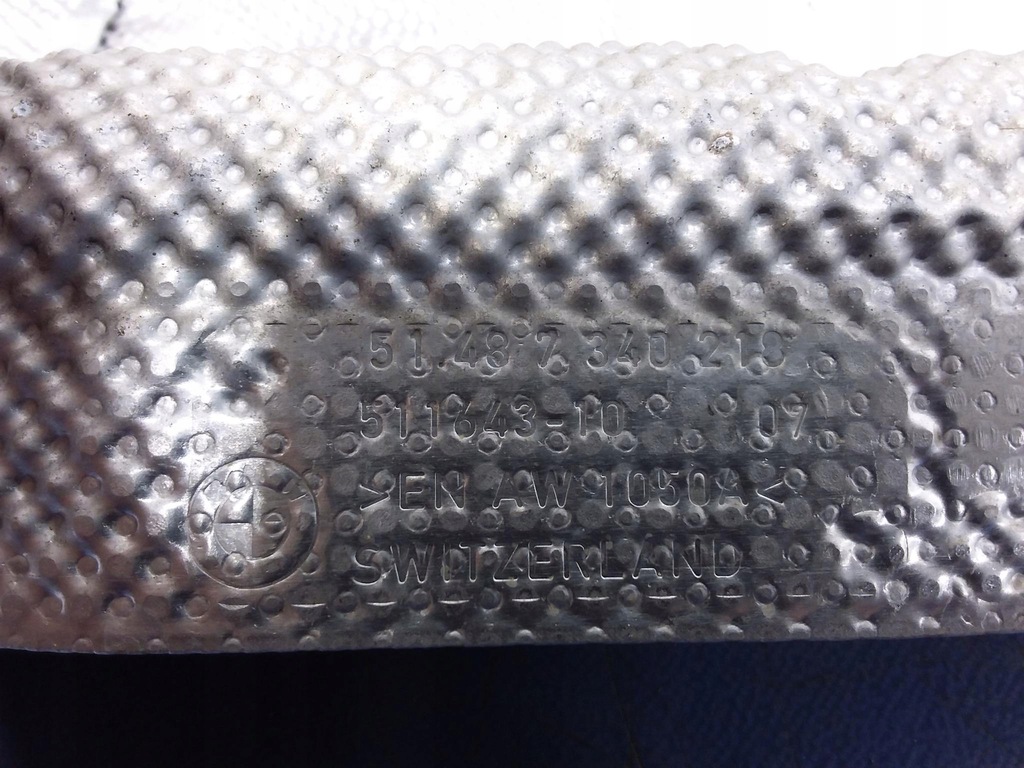 51.48 7 340 218
511643-10 07
>EN AW 1050A<
SWITZERLAND